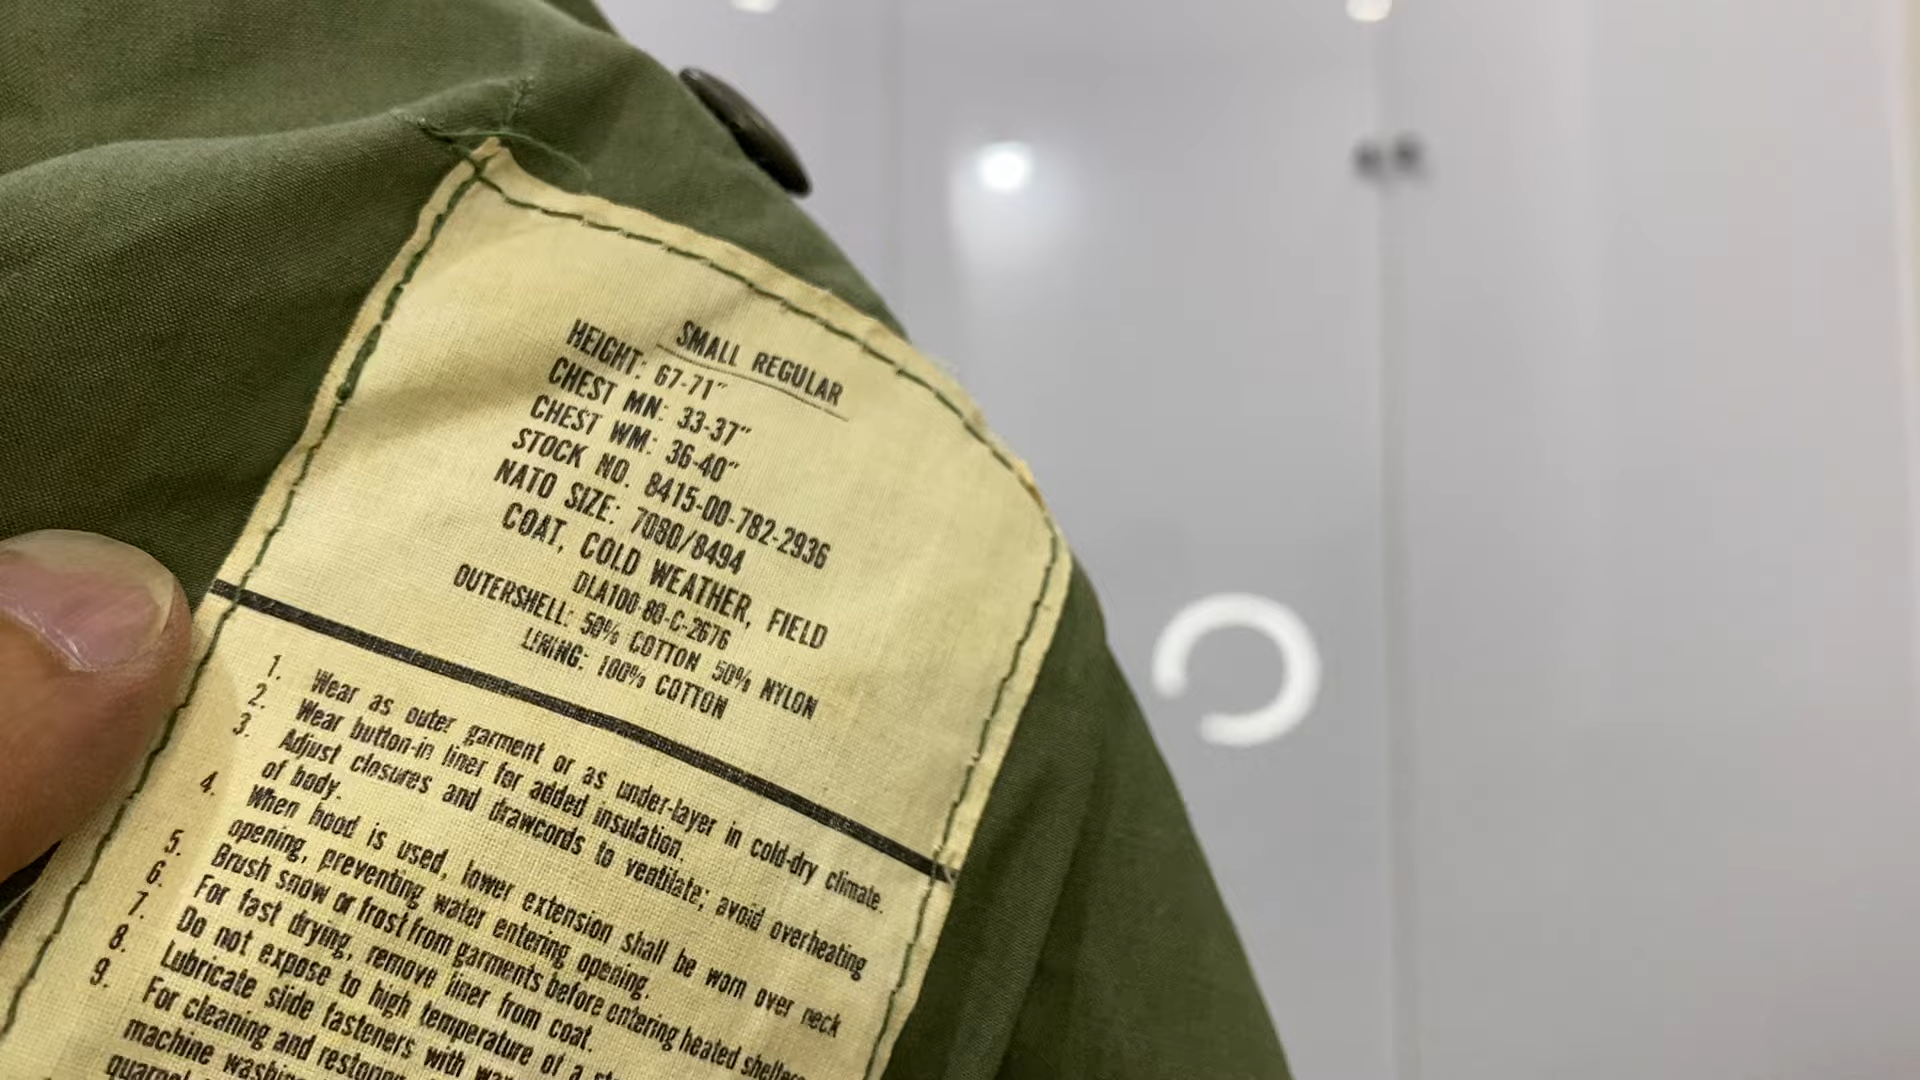 SMALL REGULAR
HEIGHT: 67-71"
CHEST MN: 33-37"
CHEST WM: 36-40"
STOCK NO. 8415-00-782-2936
NATO SIZE: 7080/8494
COAT, COLD WEATHER, FIELD
DLA100-80-C-2676
OUTERSHELL: 50% COTTON 50% NYLON
LINING: 100% COTTON
1. Wear as outer garment or as under-layer in cold-dry climate.
2. Wear button-in liner for added insulation.
3. Adjust closures and drawcords to ventilate; avoid overheating
of body.
4. When hood is used, lower extension shall be worn over neck
opening, preventing water entering opening.
5. Brush snow or frost from garments before entering heated shelters.
6. For fast drying, remove liner from coat.
7. Do not expose to high temperature of a
8. Lubricate slide fasteners with
9. For cleaning and
machine